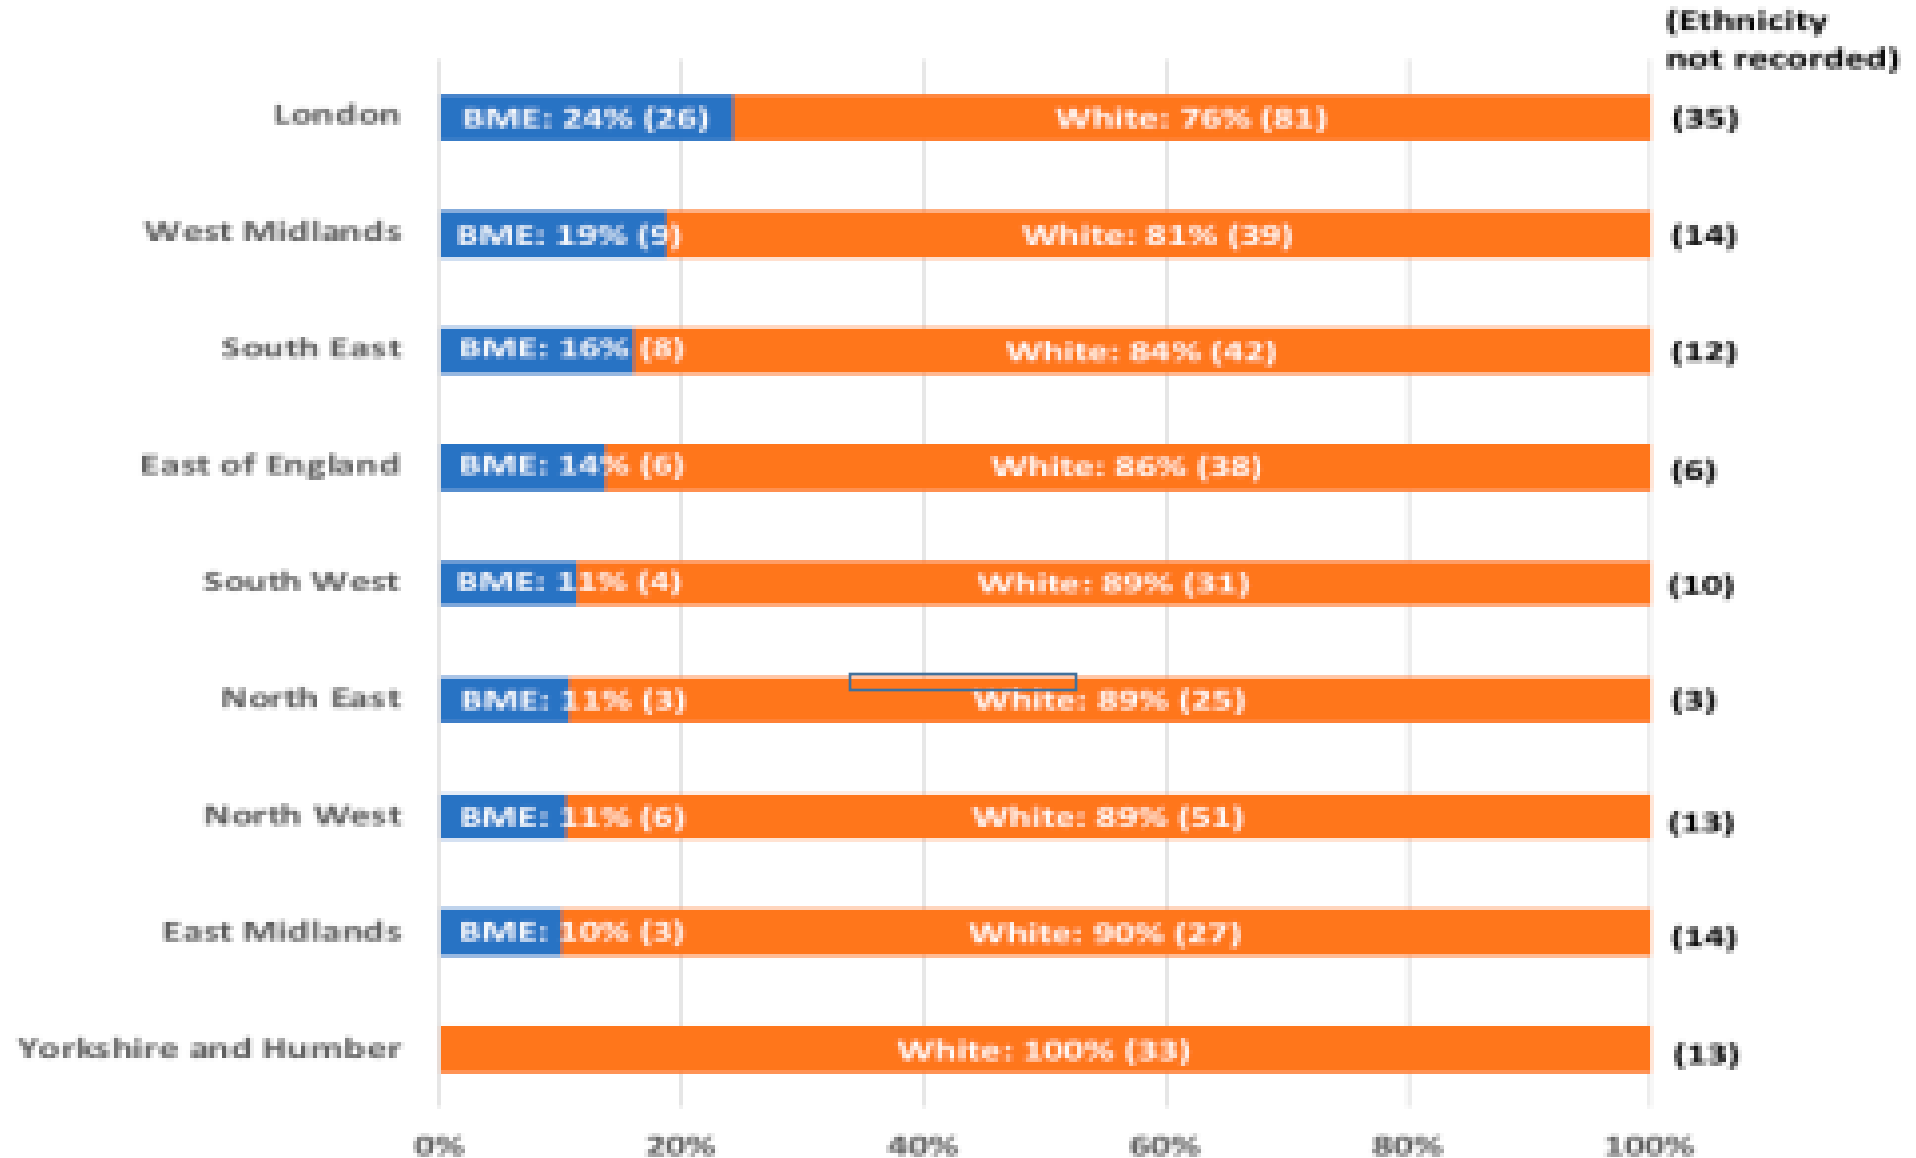 (Ethnicity
not recorded)
London BME: 24% (26) White: 76% (81) (35)
West Midlands BME: 19% (9) White: 81% (39) (14)
South East BME: 16% (8) White: 84% (42) (12)
East of England BME: 14% (6) White: 86% (38) (6)
South West BME: 11% (4) White: 89% (31) (10)
North East BME: 11% (3) White: 89% (25) (3)
North West BME: 11% (6) White: 89% (51) (13)
East Midlands BME: 10% (3) White: 90% (27) (14)
Yorkshire and Humber White: 100% (33) (13)
0% 20% 40% 60% 80% 100%